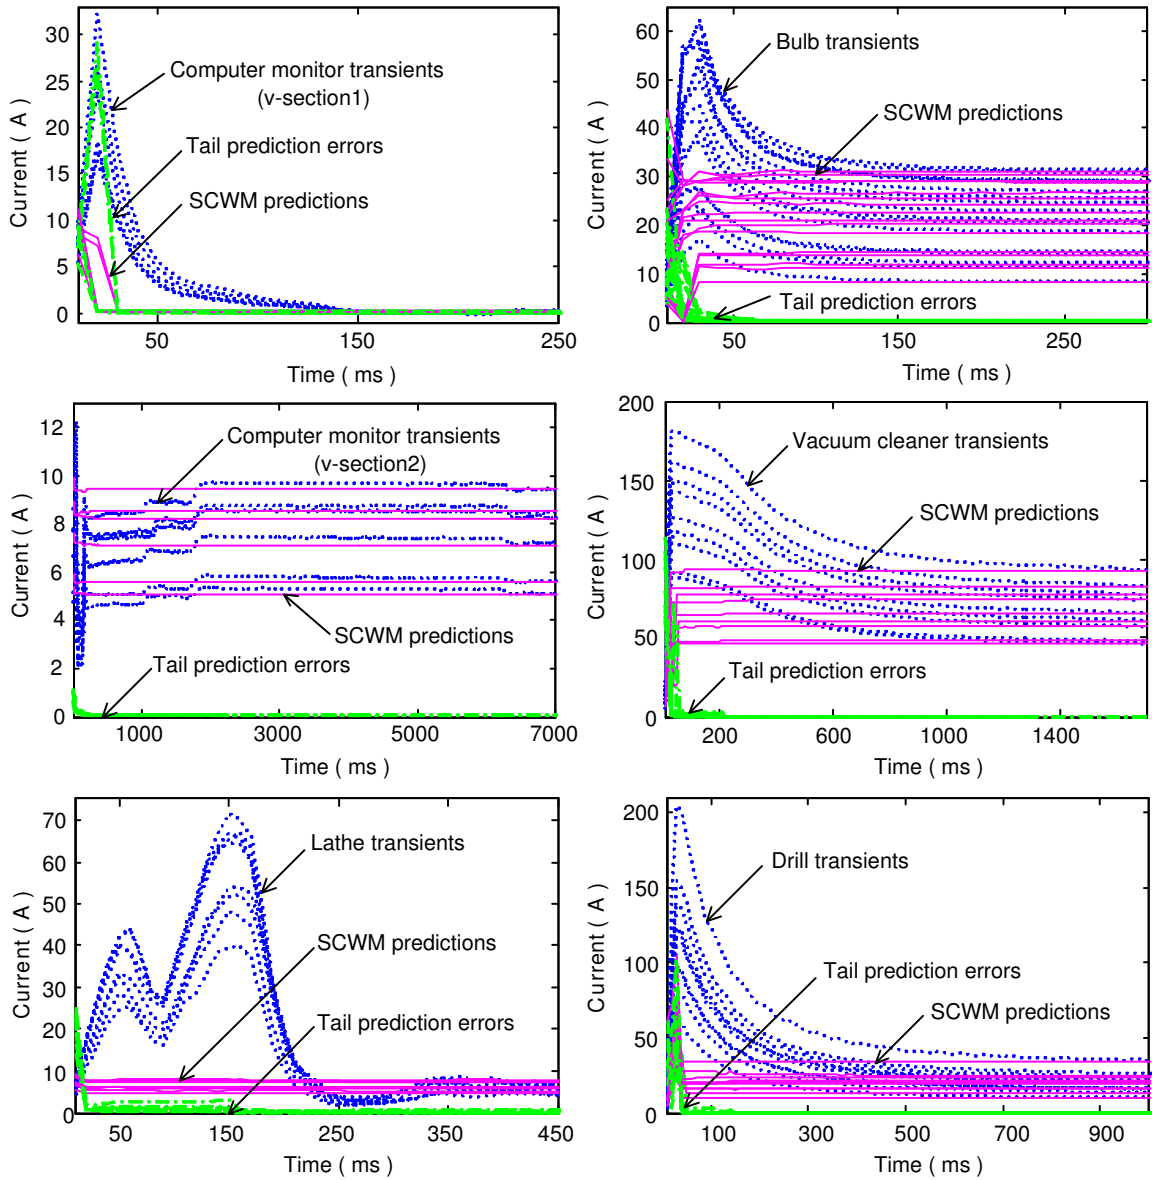 30
25
20
15
10
5
0
Current ( A )
Computer monitor transients
(v-section1)
Tail prediction errors
SCWM predictions
50
150
250
Time ( ms )
60
50
40
30
20
10
0
Current ( A )
Bulb transients
SCWM predictions
Tail prediction errors
50
150
250
Time ( ms )
12
10
8
6
4
2
0
Current ( A )
Computer monitor transients
(v-section2)
SCWM predictions
Tail prediction errors
1000
3000
5000
7000
Time ( ms )
200
150
100
50
0
Current ( A )
Vacuum cleaner transients
SCWM predictions
Tail prediction errors
200
600
1000
1400
Time ( ms )
70
60
50
40
30
20
10
0
Current ( A )
Lathe transients
SCWM predictions
Tail prediction errors
50
150
250
350
450
Time ( ms )
200
150
100
50
0
Current ( A )
Drill transients
Tail prediction errors
SCWM predictions
100
300
500
700
900
Time ( ms )